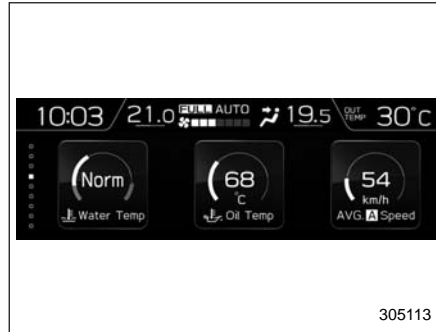 10:03 21.0 FULL AUTO 19.5 OUT TEMP 30°C
Norm 68 °C 54 km/h
Water Temp Oil Temp AVG. A Speed
305113